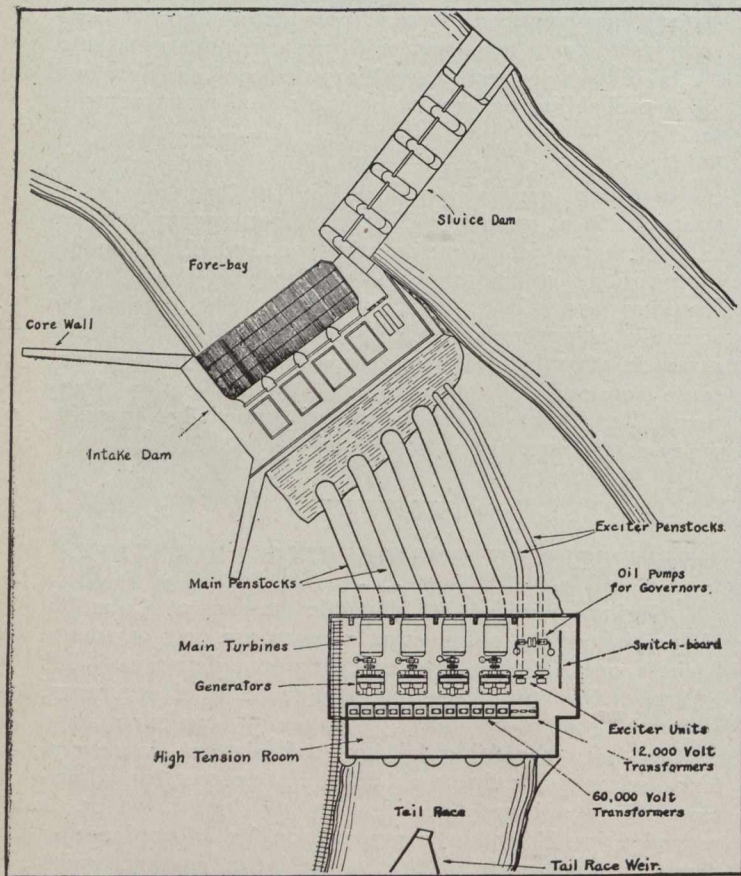 Sluice Dam
Fore-bay
Core Wall
Intake Dam
Exciter Penstocks.
Oil Pumps
for Governors.
Main Penstocks
Main Turbines
Switch-board
Generators
Exciter Units
High Tension Room
12,000 Volt
Transformers
60,000 Volt
Transformers
Tail Race
Tail Race Weir.